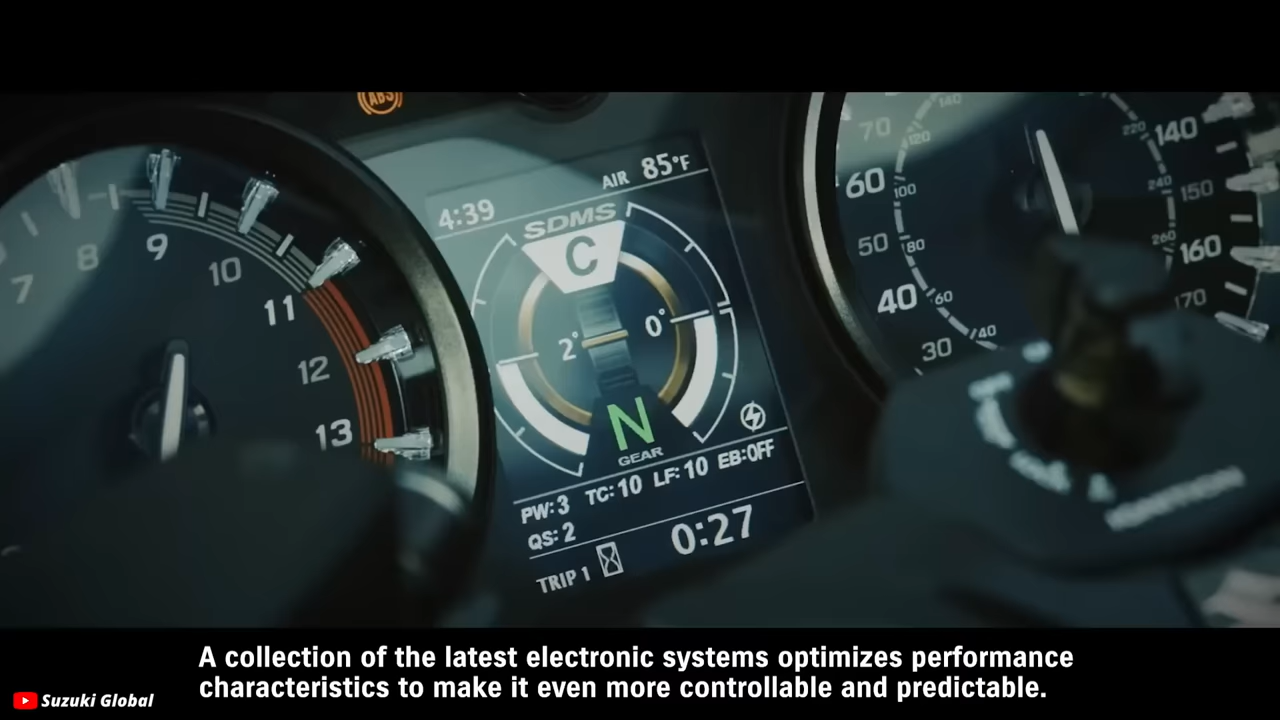 ABS
AIR 85°F
4:39
SDMS
C
2° 0°
N
GEAR
PW:3 TC:10 LF:10 EB:OFF
QS:2
TRIP 1 0:27
7 8 9 10 11 12 13
30 40 50 60 70
140 150 160 170
40 60 80 100 120 140
220 240 260
IGNITION
A collection of the latest electronic systems optimizes performance
characteristics to make it even more controllable and predictable.
Suzuki Global